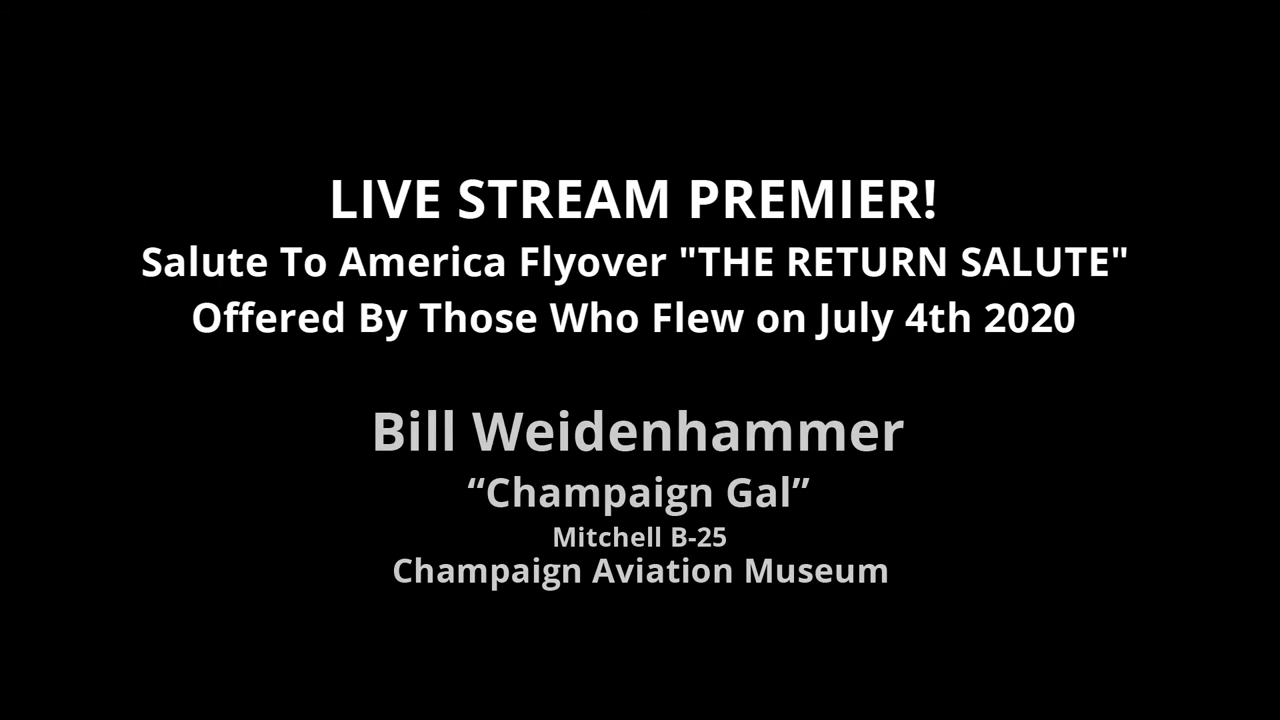 LIVE STREAM PREMIER!
Salute To America Flyover "THE RETURN SALUTE"
Offered By Those Who Flew on July 4th 2020
Bill Weidenhammer
“Champaign Gal”
Mitchell B-25
Champaign Aviation Museum